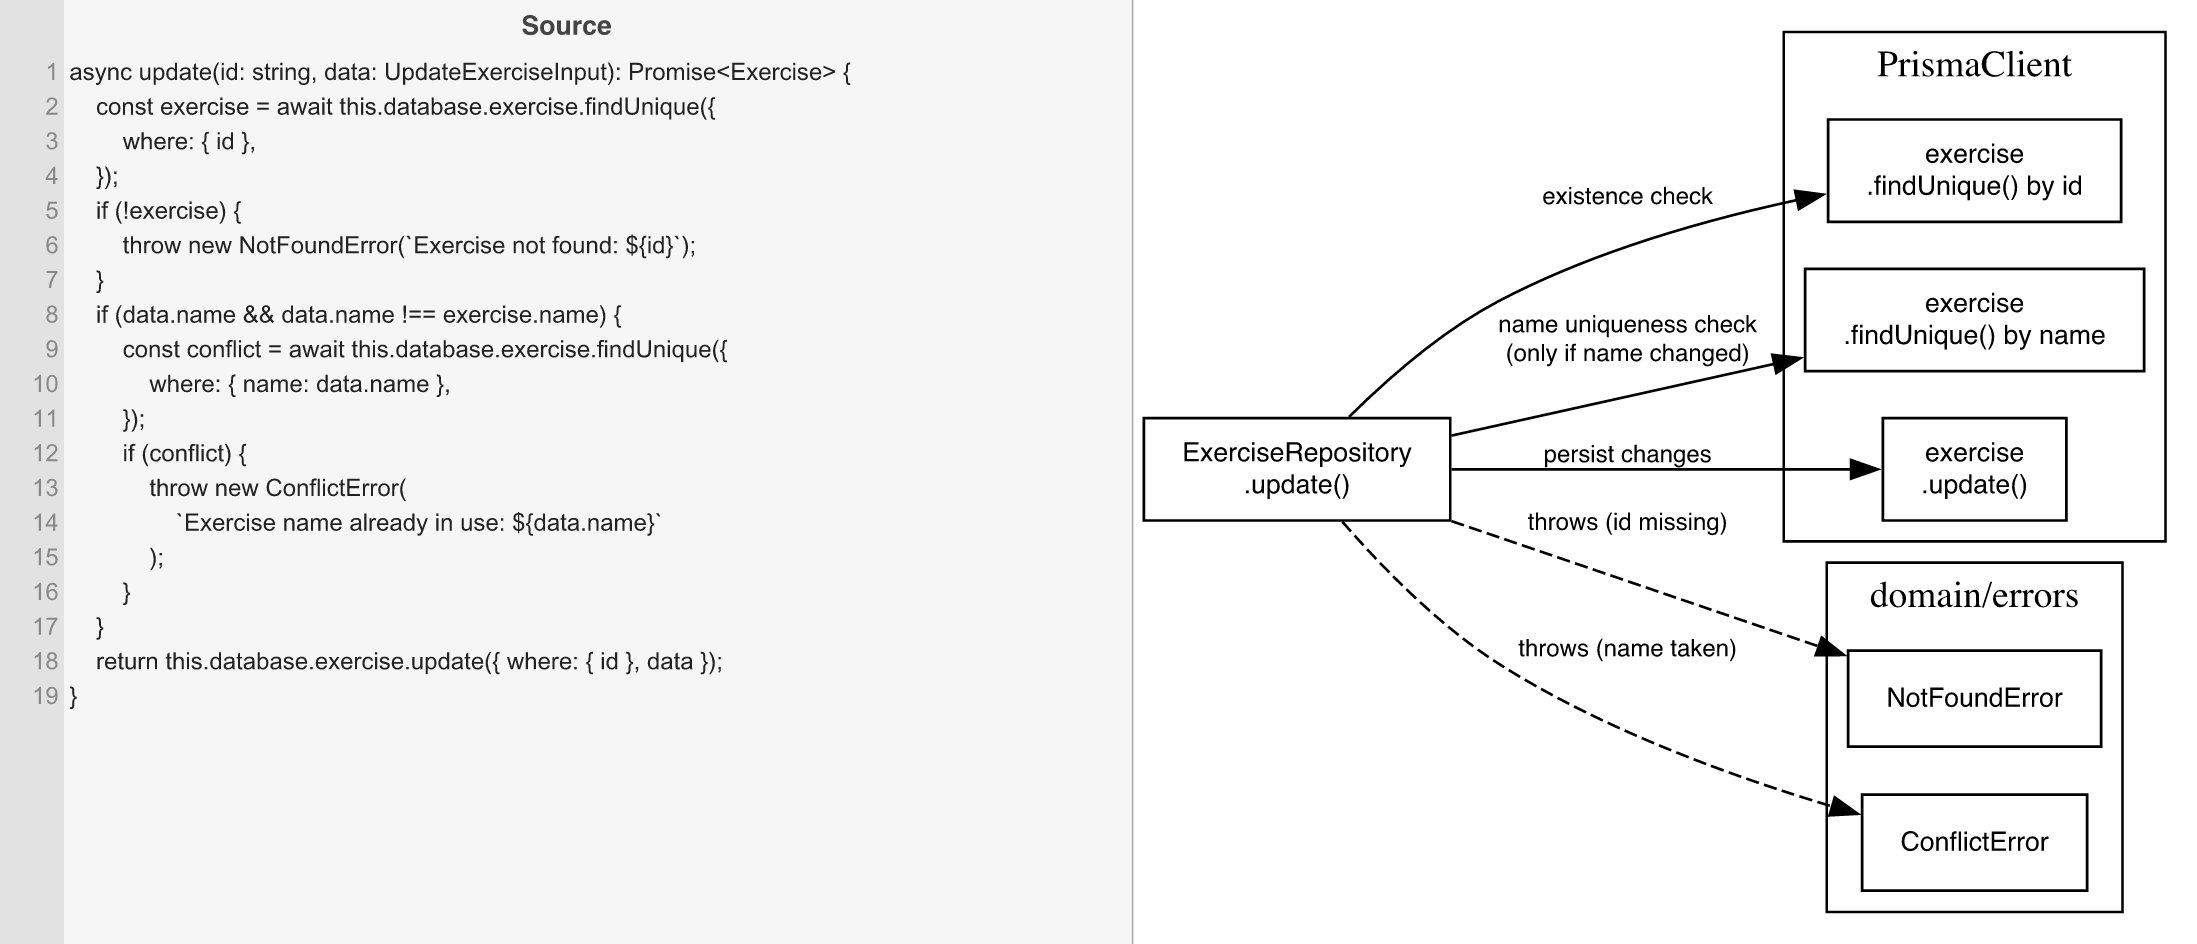 Source
1 async update(id: string, data: UpdateExerciseInput): Promise<Exercise> {
2 const exercise = await this.database.exercise.findUnique({
3 where: { id },
4 });
5 if (!exercise) {
6 throw new NotFoundError(`Exercise not found: ${id}`);
7 }
8 if (data.name && data.name !== exercise.name) {
9 const conflict = await this.database.exercise.findUnique({
10 where: { name: data.name },
11 });
12 if (conflict) {
13 throw new ConflictError(
14 `Exercise name already in use: ${data.name}`
15 );
16 }
17 }
18 return this.database.exercise.update({ where: { id }, data });
19 }
ExerciseRepository
.update()
existence check
name uniqueness check
(only if name changed)
persist changes
throws (id missing)
throws (name taken)
PrismaClient
exercise
.findUnique() by id
exercise
.findUnique() by name
exercise
.update()
domain/errors
NotFoundError
ConflictError